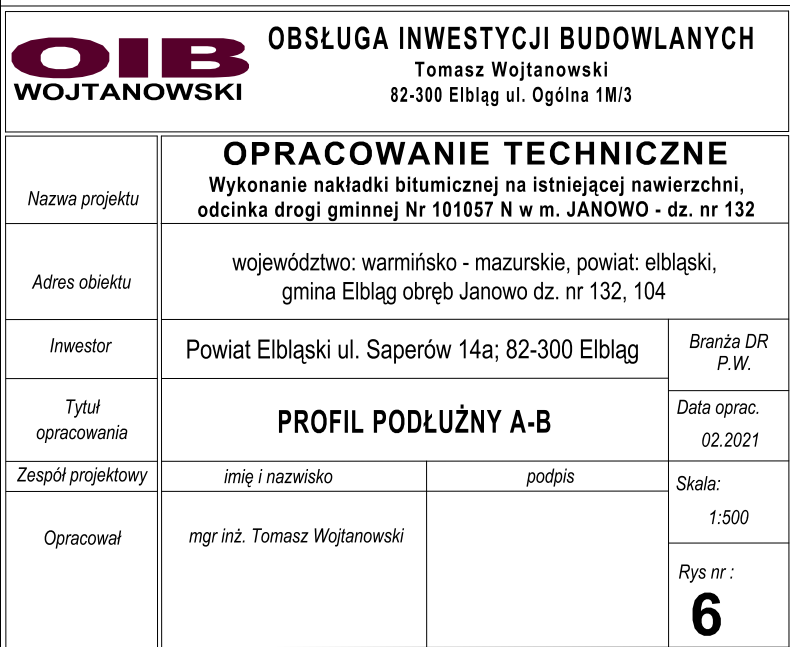 OIB
WOJTANOWSKI
OBSŁUGA INWESTYCJI BUDOWLANYCH
Tomasz Wojtanowski
82-300 Elbląg ul. Ogólna 1M/3
Nazwa projektu
OPRACOWANIE TECHNICZNE
Wykonanie nakładki bitumicznej na istniejącej nawierzchni,
odcinka drogi gminnej Nr 101057 N w m. JANOWO - dz. nr 132
Adres obiektu
województwo: warmińsko - mazurskie, powiat: elbląski,
gmina Elbląg obręb Janowo dz. nr 132, 104
Inwestor
Powiat Elbląski ul. Saperów 14a; 82-300 Elbląg
Branża DR
P.W.
Tytuł
opracowania
PROFIL PODŁUŻNY A-B
Data oprac.
02.2021
Zespół projektowy
imię i nazwisko
podpis
Skala:
1:500
Opracował
mgr inż. Tomasz Wojtanowski
Rys nr :
6